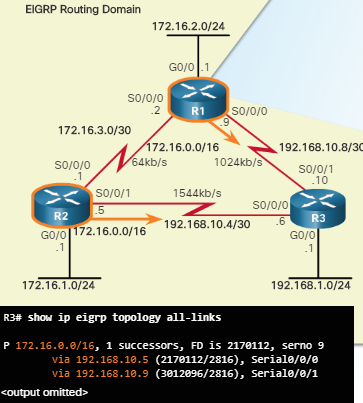 EIGRP Routing Domain
172.16.2.0/24
G0/0 .1
R1
S0/0/0
.2
S0/0/0
.9
172.16.3.0/30
172.16.0.0/16
192.168.10.8/30
64kb/s
1024kb/s
S0/0/0
.1
S0/0/1
.10
S0/0/1
.5
1544kb/s
S0/0/0
.6
R2
R3
172.16.0.0/16
192.168.10.4/30
G0/0
.1
G0/0
.1
172.16.1.0/24
192.168.1.0/24
R3# show ip eigrp topology all-links
P 172.16.0.0/16, 1 successors, FD is 2170112, serno 9
via 192.168.10.5 (2170112/2816), Serial0/0/0
via 192.168.10.9 (3012096/2816), Serial0/0/1
<output omitted>